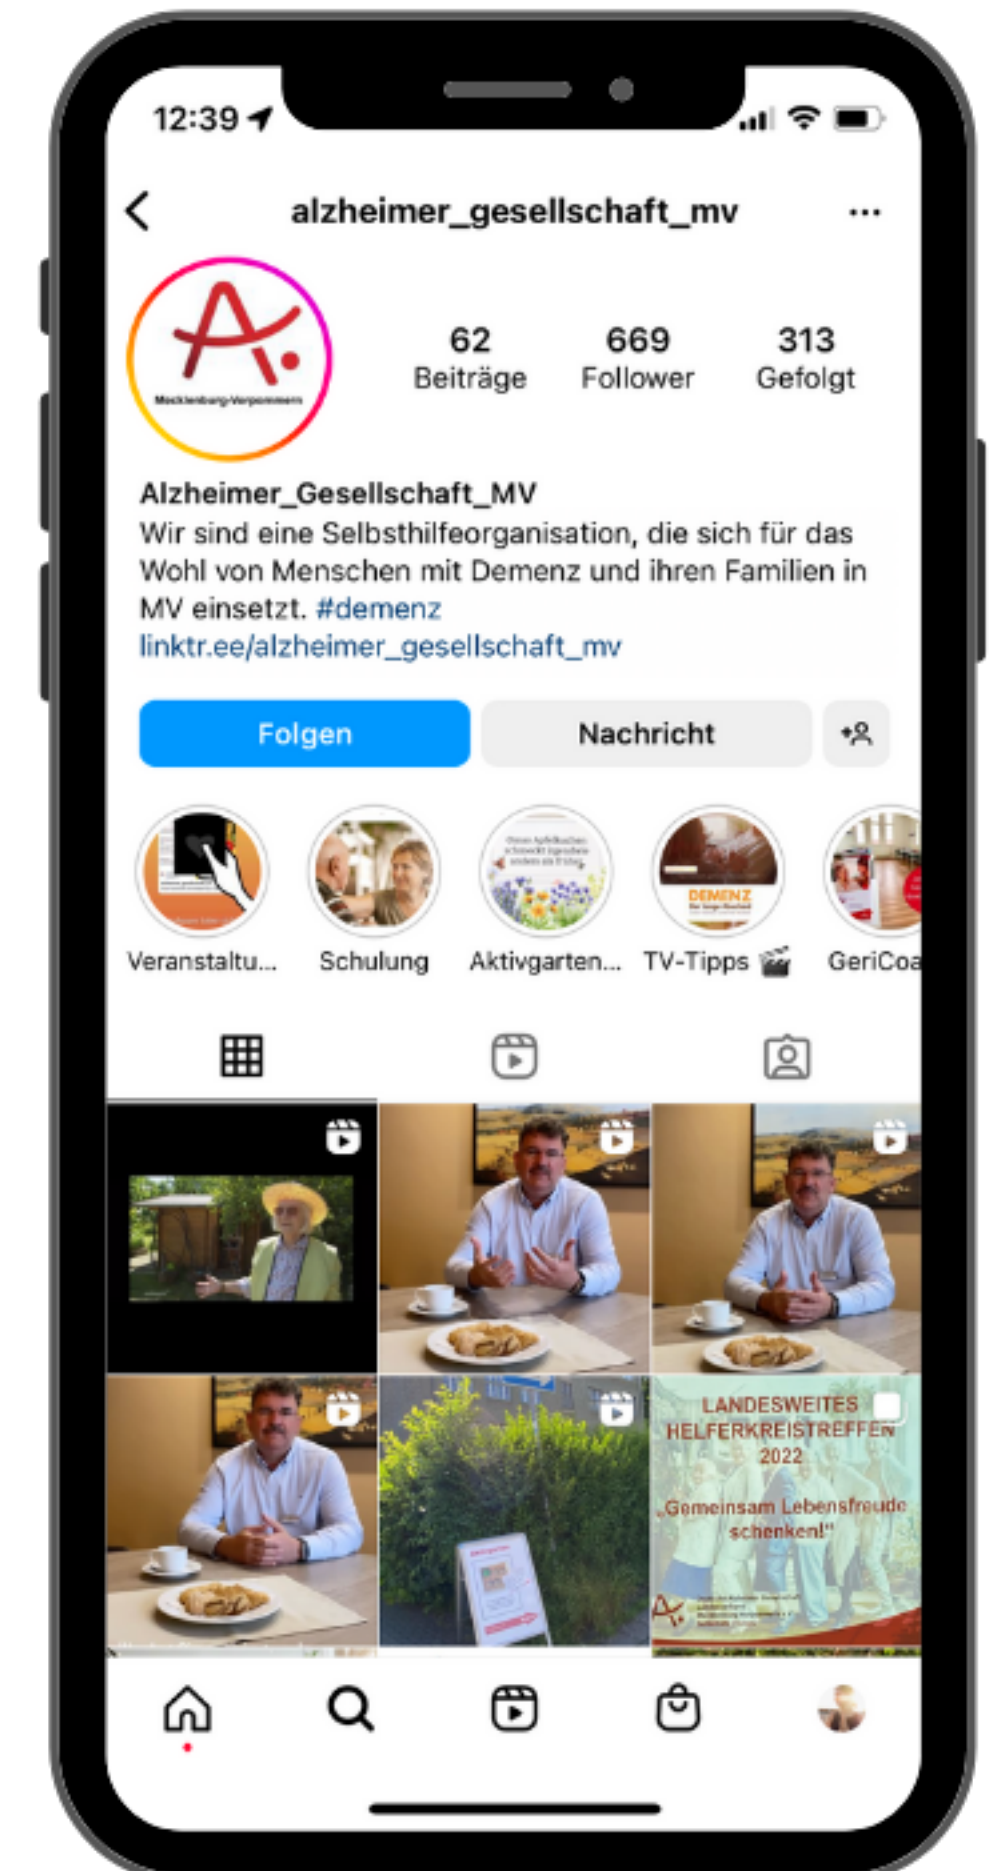 12:39
alzheimer_gesellschaft_mv
Mecklenburg-Vorpommern
62 669 313
Beiträge Follower Gefolgt
Alzheimer_Gesellschaft_MV
Wir sind eine Selbsthilfeorganisation, die sich für das
Wohl von Menschen mit Demenz und ihren Familien in
MV einsetzt. #demenz
linktr.ee/alzheimer_gesellschaft_mv
Folgen Nachricht
DEMENZ
Veranstaltu... Schulung Aktivgarten... TV-Tipps GeriCoa
LANDESWEITES
HELFERKREISTREFFEN
2022
„Gemeinsam Lebensfreude
schenken!"